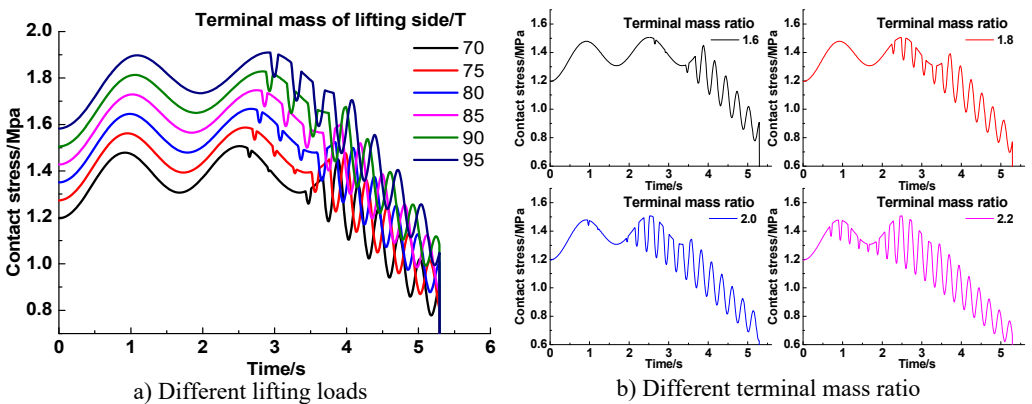 Terminal mass of lifting side/T
70
75
80
85
90
95
2.0
1.8
1.6
1.4
1.2
1.0
0.8
Contact stress/Mpa
0 1 2 3 4 5 6
Time/s
a) Different lifting loads
Terminal mass ratio
1.6
1.6
1.4
1.2
1.0
0.8
0.6
Contact stress/MPa
0 1 2 3 4 5
Time/s
Terminal mass ratio
1.8
1.6
1.4
1.2
1.0
0.8
0.6
Contact stress/MPa
0 1 2 3 4 5
Time/s
Terminal mass ratio
2.0
1.6
1.4
1.2
1.0
0.8
0.6
Contact stress/MPa
0 1 2 3 4 5
Time/s
Terminal mass ratio
2.2
1.6
1.4
1.2
1.0
0.8
0.6
Contact stress/MPa
0 1 2 3 4 5
Time/s
b) Different terminal mass ratio